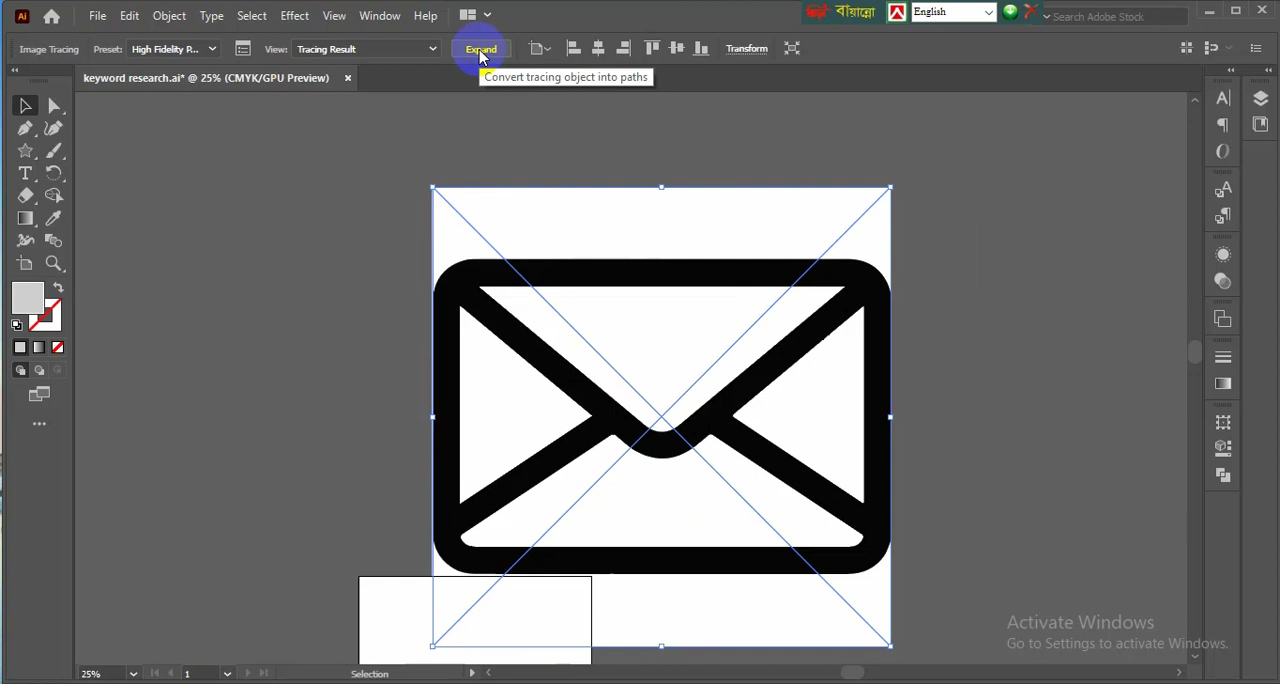 Ai File Edit Object Type Select Effect View Window Help বায়ান্নো English Search Adobe Stock
Image Tracing Preset: High Fidelity P... View: Tracing Result Expand Transform
keyword research.ai* @ 25% (CMYK/GPU Preview) ×
Convert tracing object into paths
Activate Windows
Go to Settings to activate Windows.
25% 1 Selection